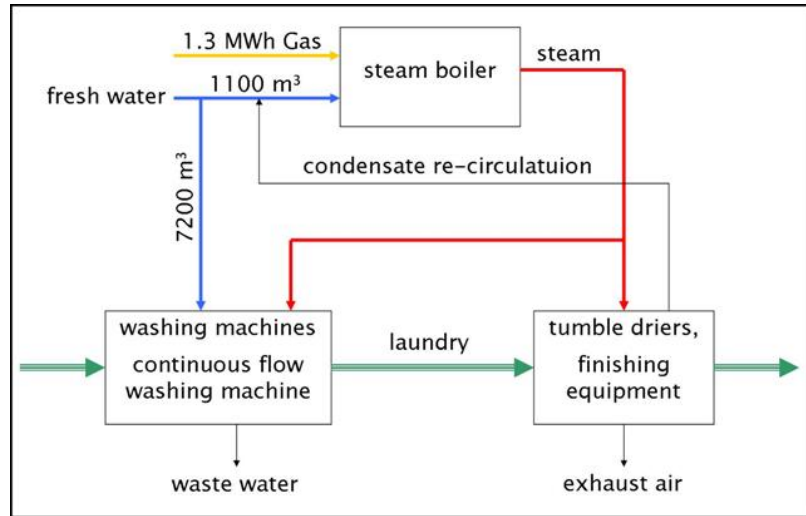 1.3 MWh Gas
steam boiler
steam
fresh water
1100 m³
condensate re-circulatuion
7200 m³
washing machines
continuous flow
washing machine
laundry
tumble driers,
finishing
equipment
waste water
exhaust air